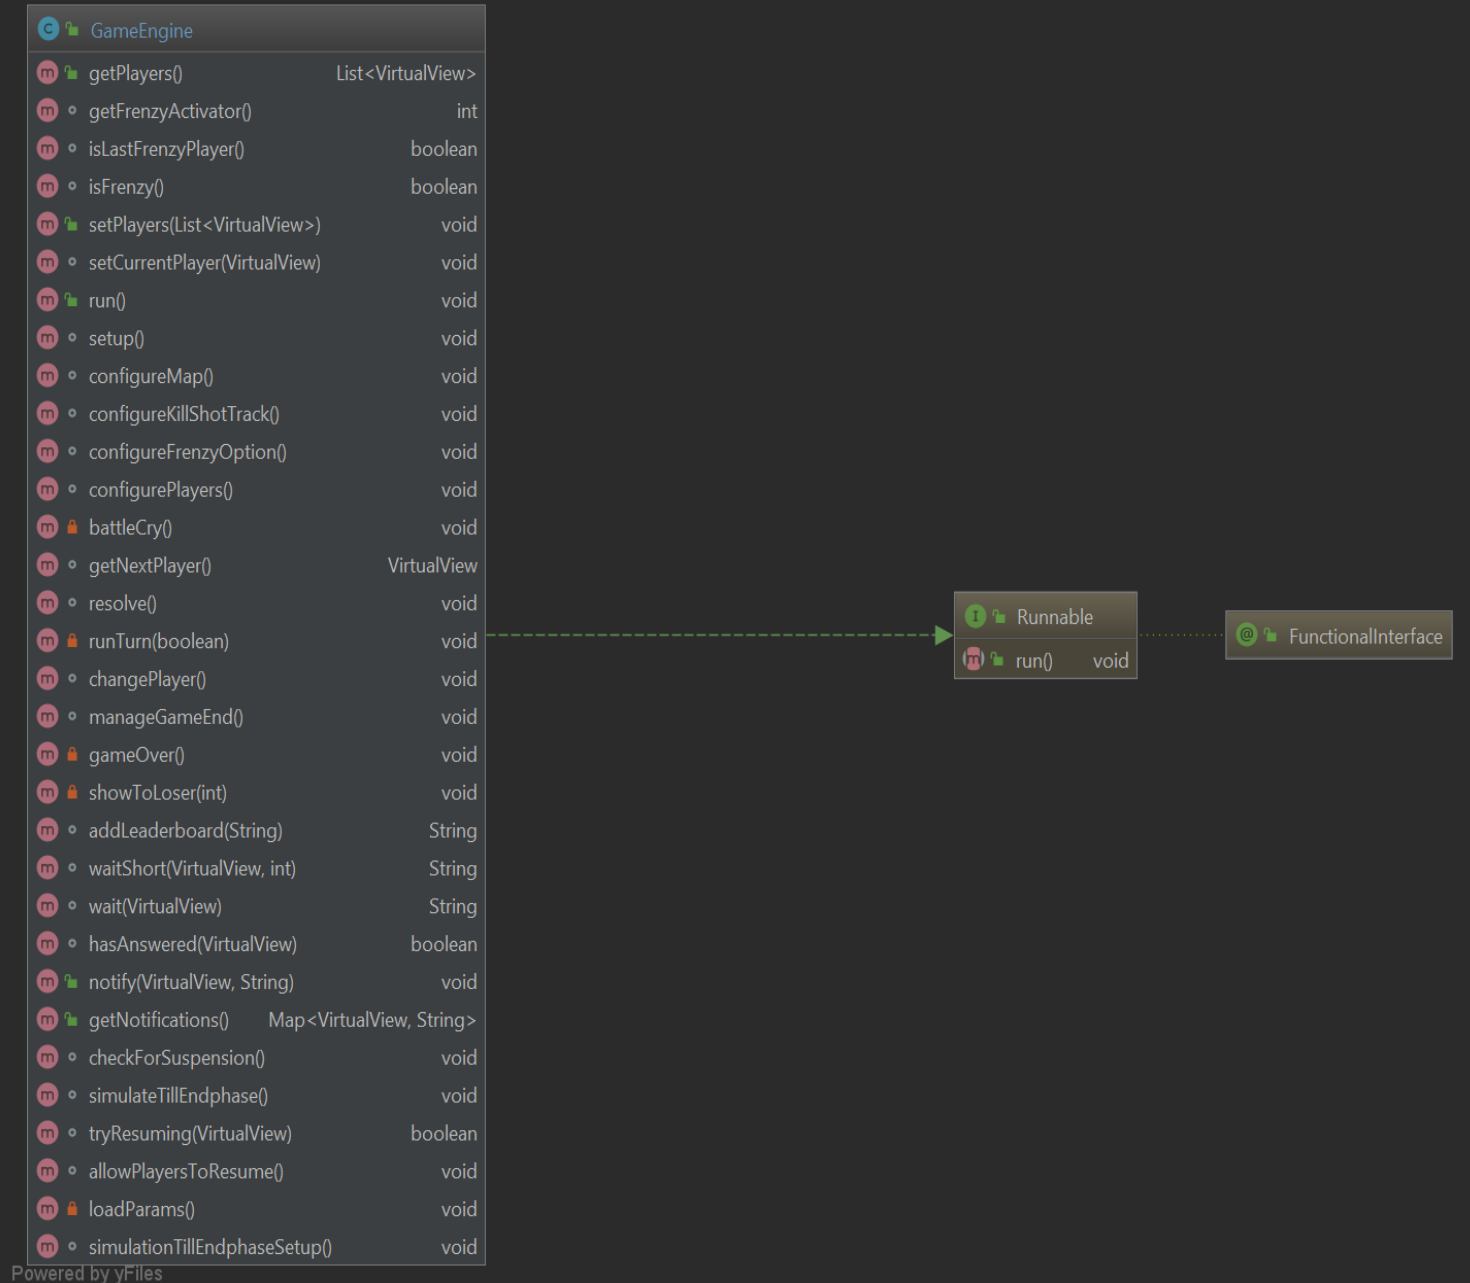 GameEngine
getPlayers() List<VirtualView>
getFrenzyActivator() int
isLastFrenzyPlayer() boolean
isFrenzy() boolean
setPlayers(List<VirtualView>) void
setCurrentPlayer(VirtualView) void
run() void
setup() void
configureMap() void
configureKillShotTrack() void
configureFrenzyOption() void
configurePlayers() void
battleCry() void
getNextPlayer() VirtualView
resolve() void
runTurn(boolean) void
changePlayer() void
manageGameEnd() void
gameOver() void
showToLoser(int) void
addLeaderboard(String) String
waitShort(VirtualView, int) String
wait(VirtualView) String
hasAnswered(VirtualView) boolean
notify(VirtualView, String) void
getNotifications() Map<VirtualView, String>
checkForSuspension() void
simulateTillEndphase() void
tryResuming(VirtualView) boolean
allowPlayersToResume() void
loadParams() void
simulationTillEndphaseSetup() void
Runnable
run() void
FunctionalInterface
Powered by yFiles